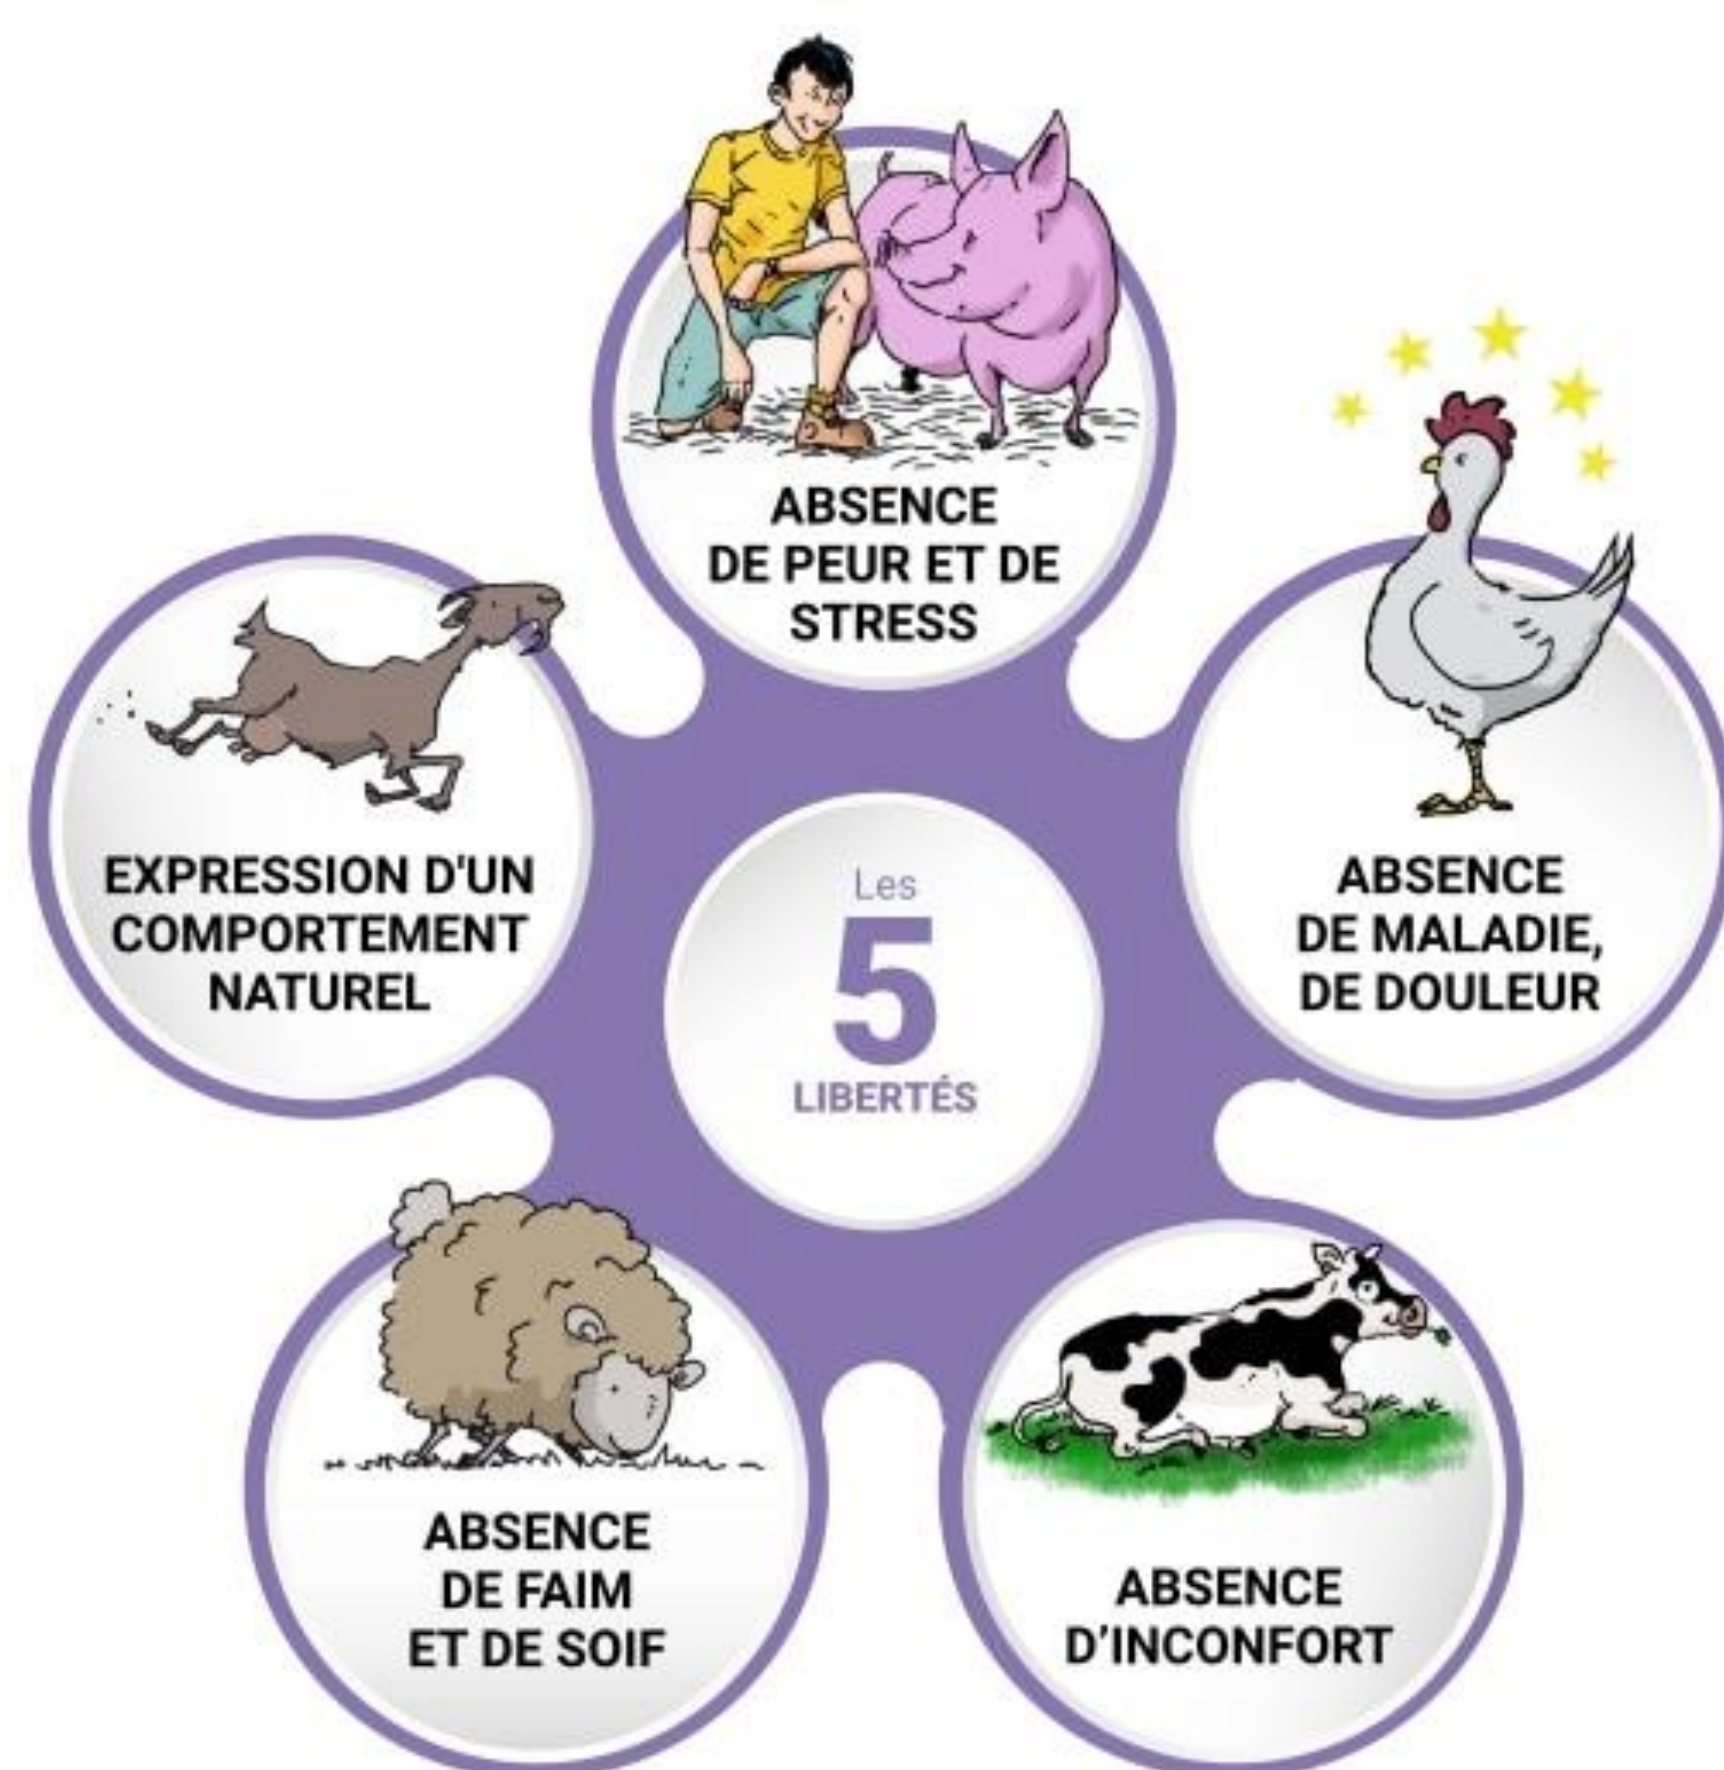 ABSENCE
DE PEUR ET DE
STRESS
EXPRESSION D'UN
COMPORTEMENT
NATUREL
Les
5
LIBERTÉS
ABSENCE
DE MALADIE,
DE DOULEUR
ABSENCE
DE FAIM
ET DE SOIF
ABSENCE
D’INCONFORT